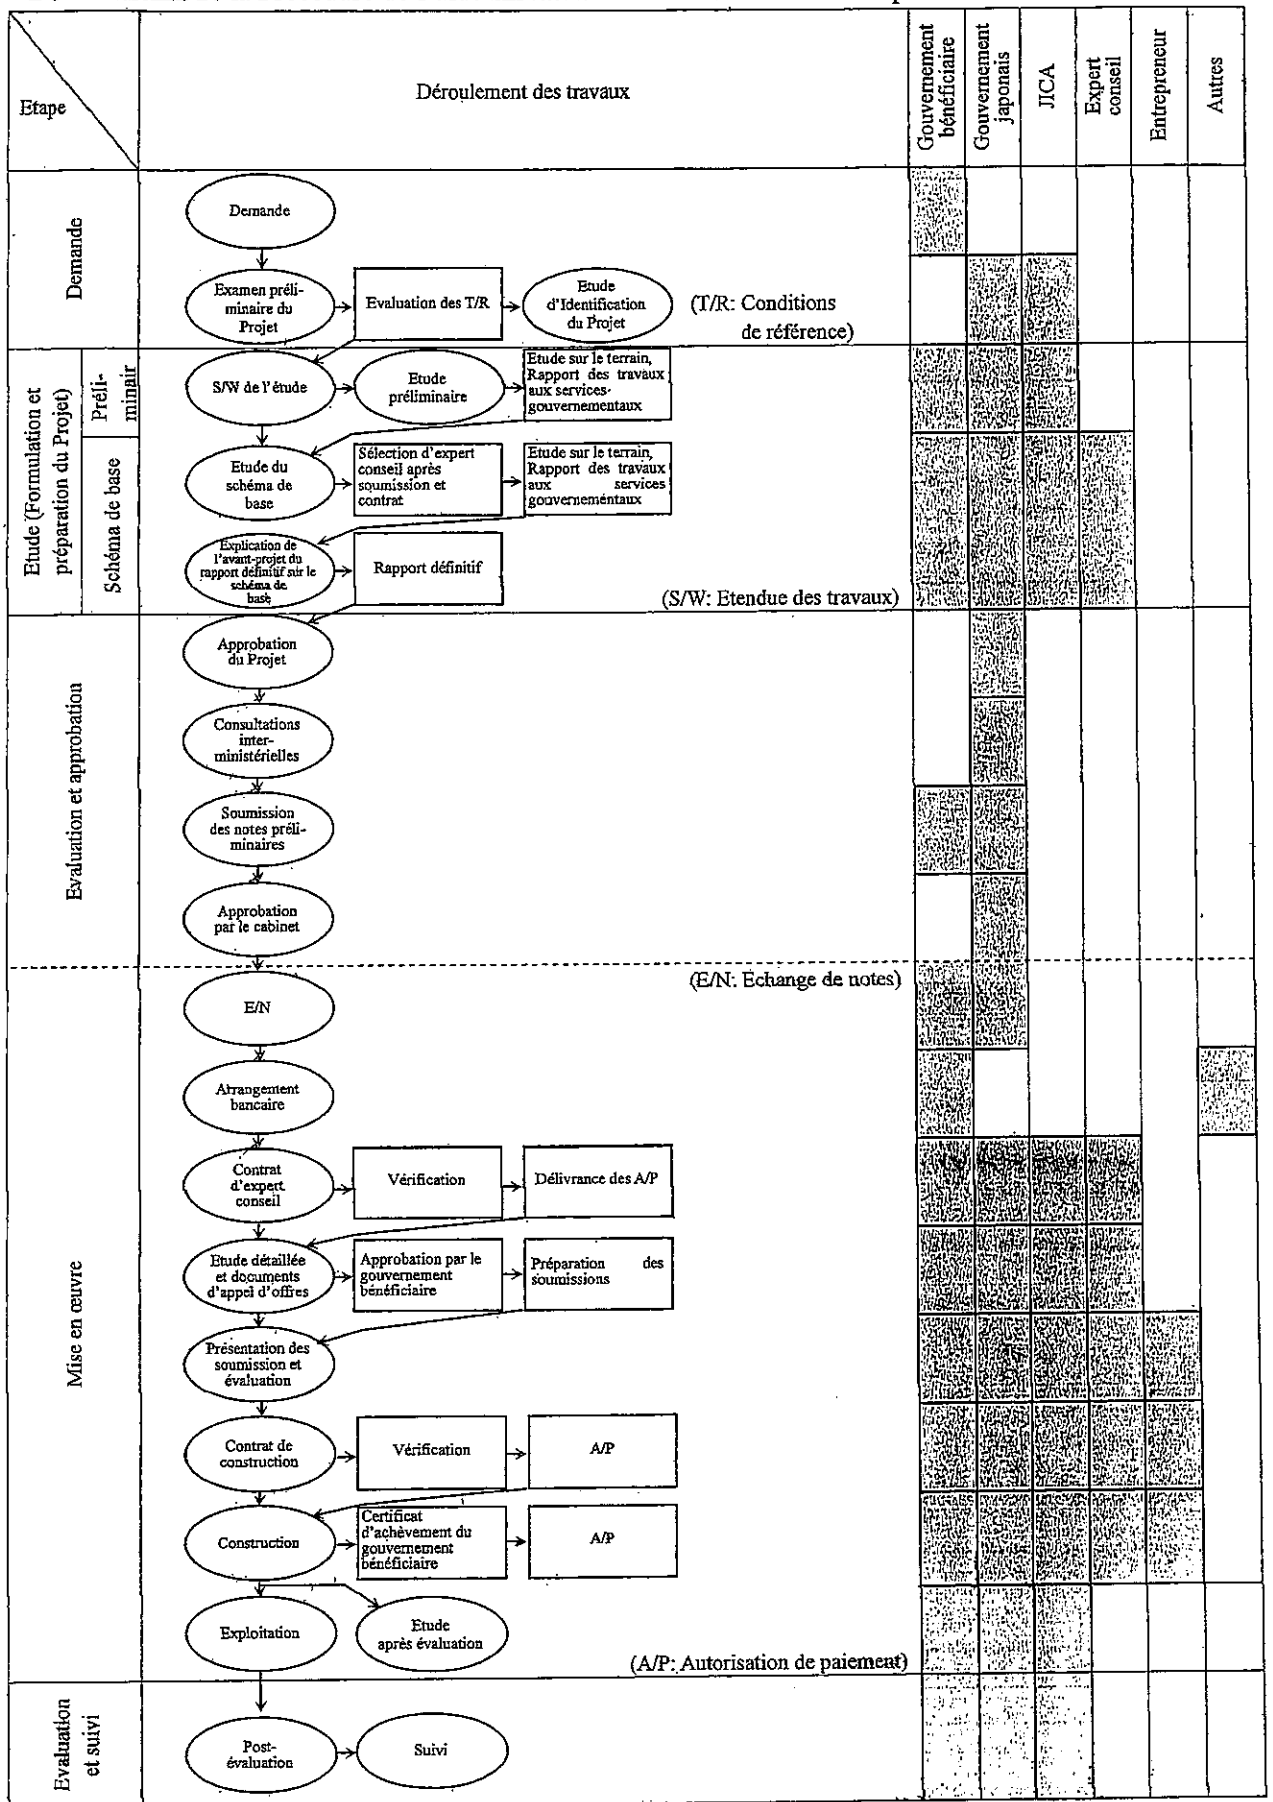 Etape
Déroulement des travaux
Gouvernement
bénéficiaire
Gouvernement
japonais
JICA
Expert
conseil
Entrepreneur
Autres
Demande
Demande
Examen préli-
minaire du
Projet
Evaluation des T/R
Etude
d'Identification
du Projet
(T/R: Conditions
de référence)
Etude (Formulation et
préparation du Projet)
Préli-
minair
S/W de l'étude
Etude
préliminaire
Etude sur le terrain,
Rapport des travaux
aux services
gouvernementaux
Schéma de base
Etude du
schéma de
base
Sélection d'expert
conseil après
soumission et
contrat
Etude sur le terrain,
Rapport des travaux
aux services
gouvernementaux
Explication de
l'avant-projet du
rapport définitif sur le
schéma de
base
Rapport définitif
(S/W: Etendue des travaux)
Evaluation et approbation
Approbation
du Projet
Consultations
inter-
ministérielles
Soumission
des notes préli-
minaires
Approbation
par le cabinet
Mise en œuvre
(E/N: Echange de notes)
E/N
Arrangement
bancaire
Contrat
d'expert
conseil
Vérification
Délivrance des A/P
Etude détaillée
et documents
d'appel d'offres
Approbation par le
gouvernement
bénéficiaire
Préparation des
soumissions
Présentation des
soumission et
évaluation
Contrat de
construction
Vérification
A/P
Construction
Certificat
d'achèvement du
gouvernement
bénéficiaire
A/P
Exploitation
Etude
après évaluation
(A/P: Autorisation de paiement)
Evaluation
et suivi
Post-
évaluation
Suivi